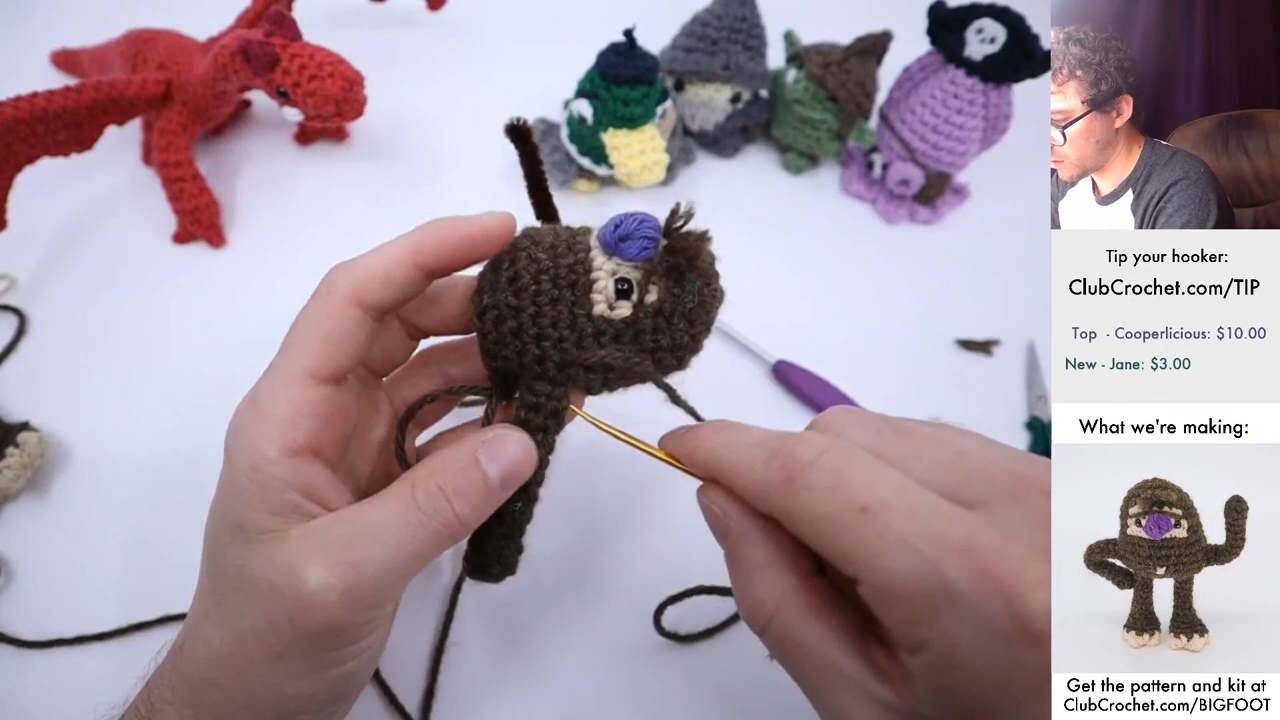 Tip your hooker:
ClubCrochet.com/TIP
Top - Cooperlicious: $10.00
New - Jane: $3.00
What we're making:
Get the pattern and kit at
ClubCrochet.com/BIGFOOT